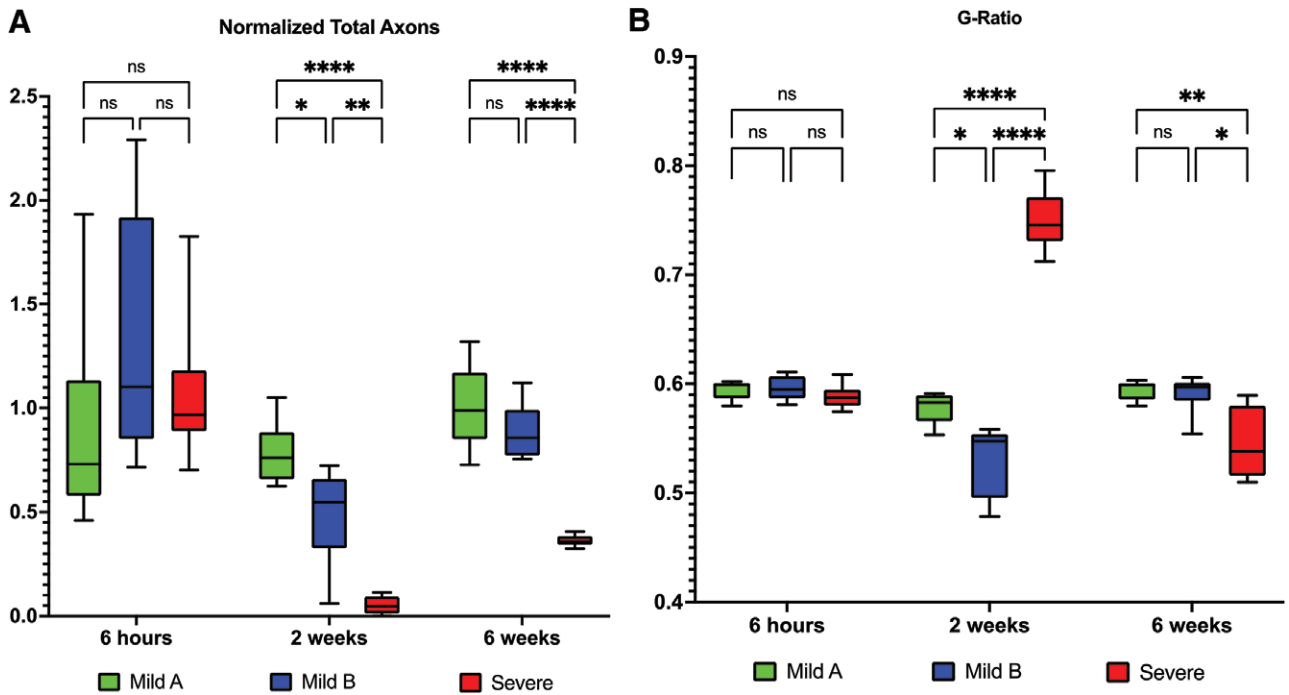 A
Normalized Total Axons
ns
ns
ns
****
*
**
****
ns
****
2.5
2.0
1.5
1.0
0.5
0.0
6 hours
2 weeks
6 weeks
Mild A
Mild B
Severe
B
G-Ratio
ns
ns
ns
****
*
****
**
ns
*
0.9
0.8
0.7
0.6
0.5
0.4
6 hours
2 weeks
6 weeks
Mild A
Mild B
Severe